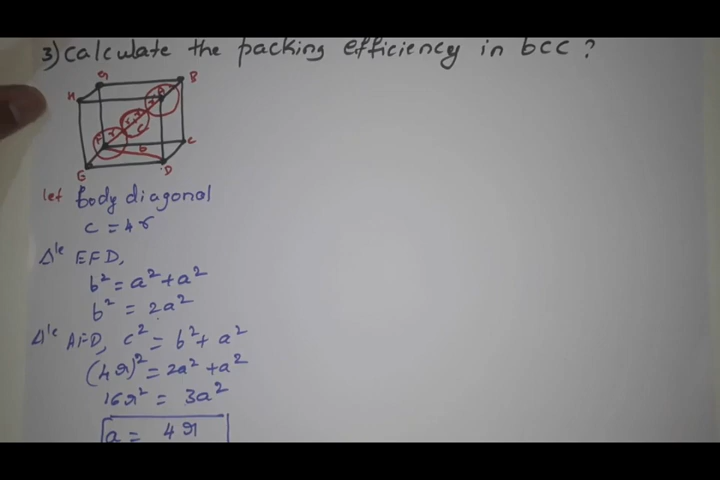 3) Calculate the packing efficiency in bcc ?
B
H
C
b
G
D
let body diagonal
c = 4r
Δle EFD,
b² = a² + a²
b² = 2a²
Δle AFD, c² = b² + a²
(4r)² = 2a² + a²
16r² = 3a²
a = 4r